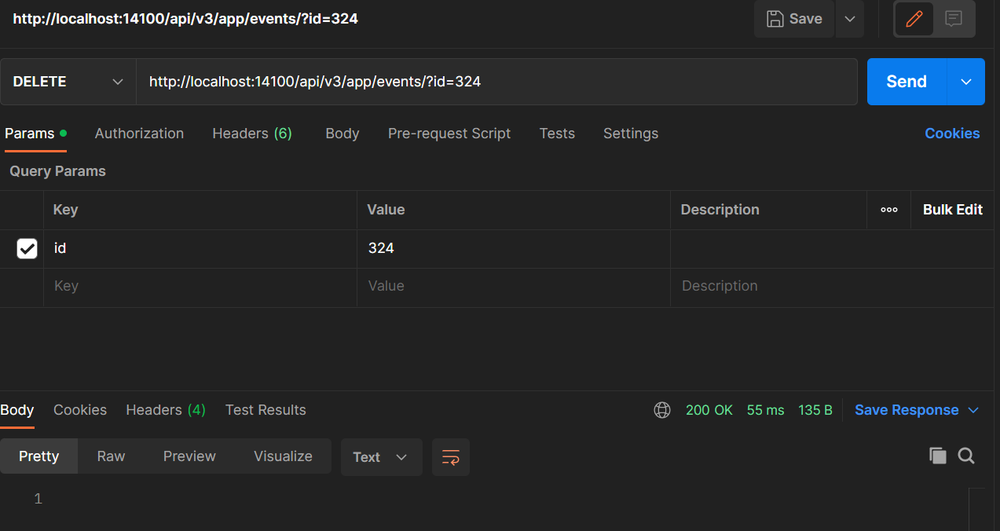 http://localhost:14100/api/v3/app/events/?id=324
Save
DELETE
http://localhost:14100/api/v3/app/events/?id=324
Send
Params Authorization Headers (6) Body Pre-request Script Tests Settings Cookies
Query Params
Key Value Description Bulk Edit
id 324
Key Value Description
Body Cookies Headers (4) Test Results 200 OK 55 ms 135 B Save Response
Pretty Raw Preview Visualize Text
1